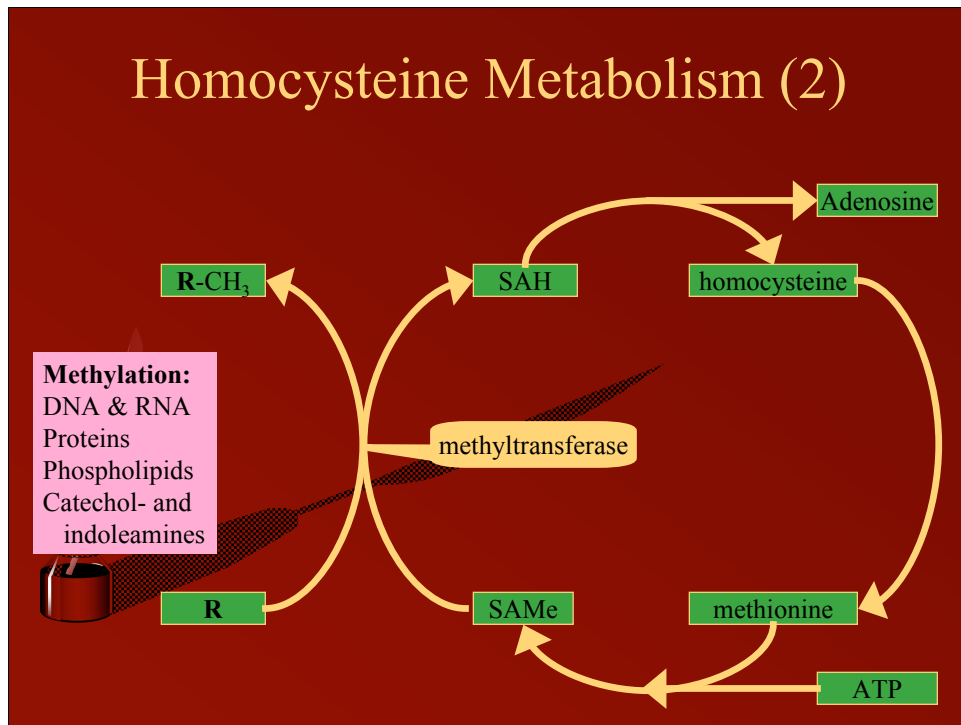 Homocysteine Metabolism (2)
Adenosine
R-CH₃
SAH
homocysteine
Methylation:
DNA & RNA
Proteins
Phospholipids
Catechol- and
indoleamines
methyltransferase
R
SAMe
methionine
ATP